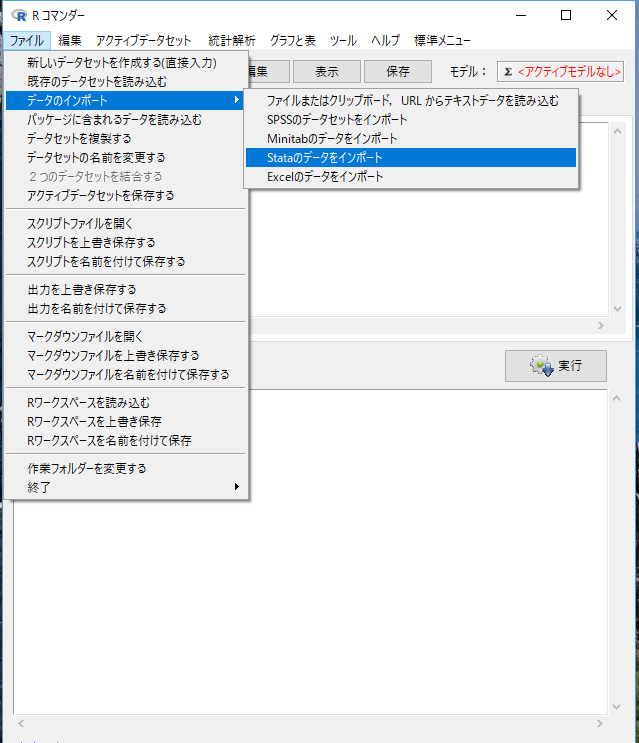 R コマンダー
ファイル 編集 アクティブデータセット 統計解析 グラフと表 ツール ヘルプ 標準メニュー
編集 表示 保存 モデル： Σ <アクティブモデルなし>
新しいデータセットを作成する(直接入力)
既存のデータセットを読み込む
データのインポート
パッケージに含まれるデータを読み込む
データセットを複製する
データセットの名前を変更する
２つのデータセットを結合する
アクティブデータセットを保存する
スクリプトファイルを開く
スクリプトを上書き保存する
スクリプトを名前を付けて保存する
出力を上書き保存する
出力を名前を付けて保存する
マークダウンファイルを開く
マークダウンファイルを上書き保存する
マークダウンファイルを名前を付けて保存する
Rワークスペースを読み込む
Rワークスペースを上書き保存
Rワークスペースを名前を付けて保存
作業フォルダーを変更する
終了
ファイルまたはクリップボード，URL からテキストデータを読み込む
SPSSのデータセットをインポート
Minitabのデータをインポート
Stataのデータをインポート
Excelのデータをインポート
実行